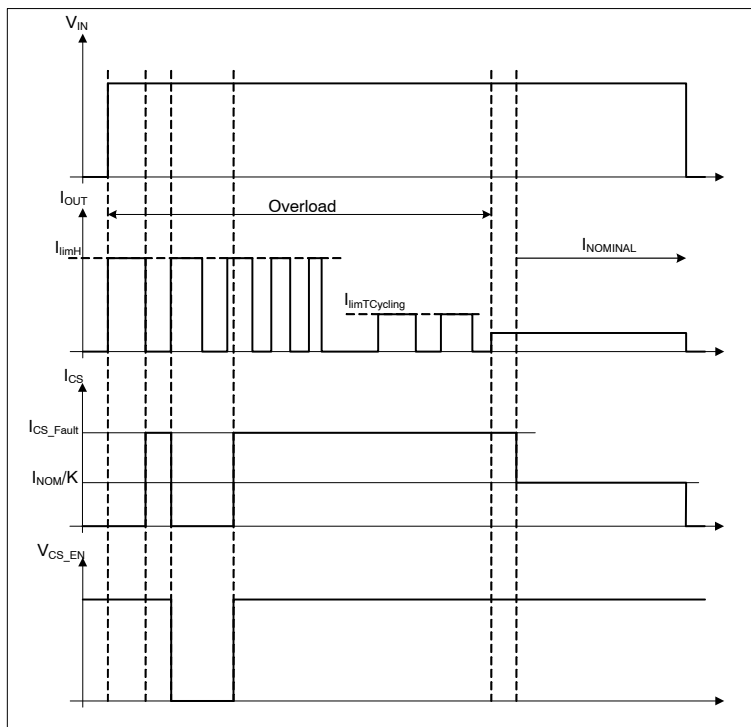 V_IN
I_OUT
Overload
I_limH
I_NOMINAL
I_limTCycling
I_CS
I_CS_Fault
I_NOM/K
V_CS_EN